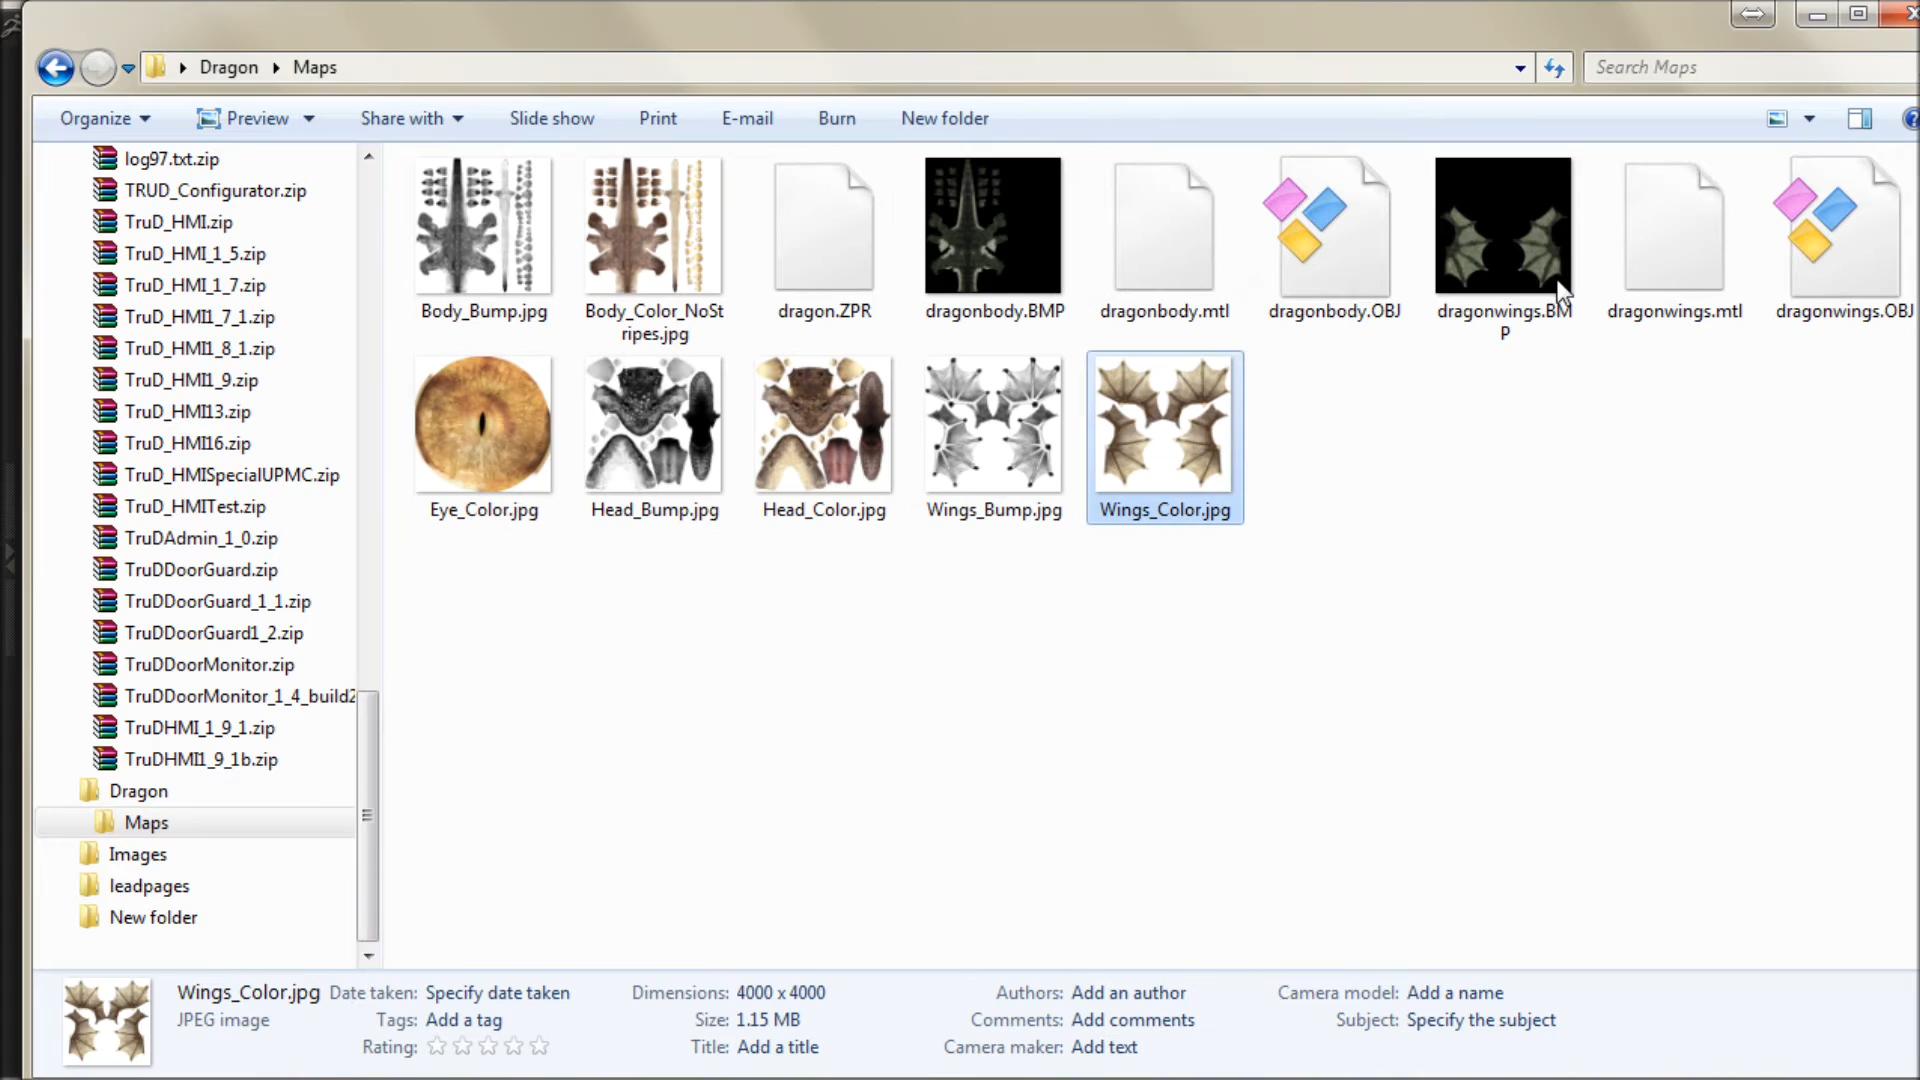 Dragon Maps
Search Maps
Organize Preview Share with Slide show Print E-mail Burn New folder
log97.txt.zip
TRUD_Configurator.zip
TruD_HMI.zip
TruD_HMI_1_5.zip
TruD_HMI_1_7.zip
TruD_HMI1_7_1.zip
TruD_HMI1_8_1.zip
TruD_HMI1_9.zip
TruD_HMI13.zip
TruD_HMI16.zip
TruD_HMISpecialUPMC.zip
TruD_HMITest.zip
TruDAdmin_1_0.zip
TruDDoorGuard.zip
TruDDoorGuard_1_1.zip
TruDDoorGuard1_2.zip
TruDDoorMonitor.zip
TruDDoorMonitor_1_4_build2
TruDHMI_1_9_1.zip
TruDHMI1_9_1b.zip
Dragon
Maps
Images
leadpages
New folder
Body_Bump.jpg
Body_Color_NoSt
ripes.jpg
dragon.ZPR
dragonbody.BMP
dragonbody.mtl
dragonbody.OBJ
dragonwings.BM
P
dragonwings.mtl
dragonwings.OBJ
Eye_Color.jpg
Head_Bump.jpg
Head_Color.jpg
Wings_Bump.jpg
Wings_Color.jpg
Wings_Color.jpg Date taken: Specify date taken Dimensions: 4000 x 4000 Authors: Add an author Camera model: Add a name
JPEG image Tags: Add a tag Size: 1.15 MB Comments: Add comments Subject: Specify the subject
Rating: Title: Add a title Camera maker: Add text